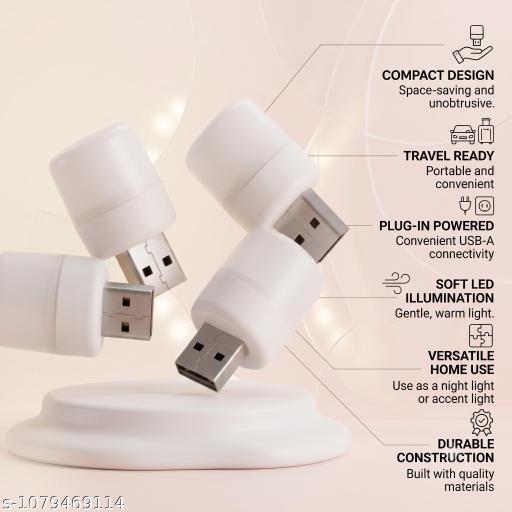 COMPACT DESIGN
Space-saving and
unobtrusive.
TRAVEL READY
Portable and
convenient
PLUG-IN POWERED
Convenient USB-A
connectivity
SOFT LED
ILLUMINATION
Gentle, warm light.
VERSATILE
HOME USE
Use as a night light
or accent light
DURABLE
CONSTRUCTION
Built with quality
materials
s-1079469114